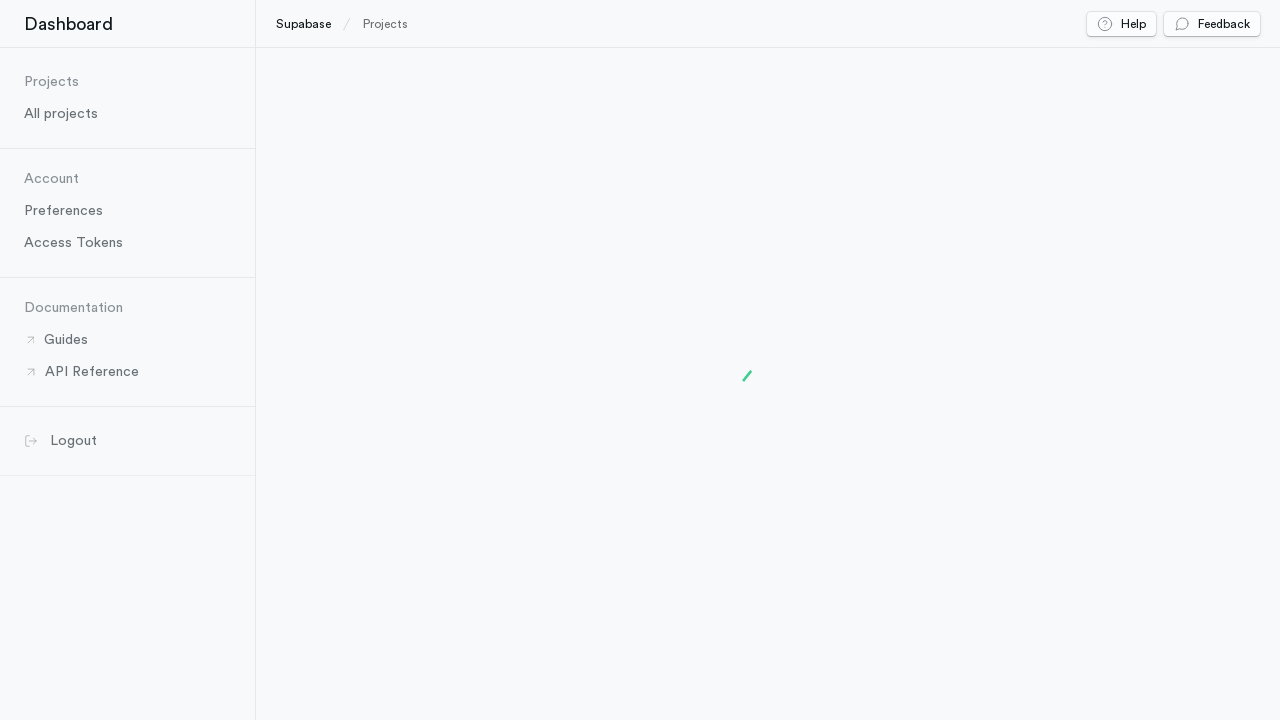 Dashboard
Supabase
Projects
Help
Feedback
Projects
All projects
Account
Preferences
Access Tokens
Documentation
Guides
API Reference
Logout